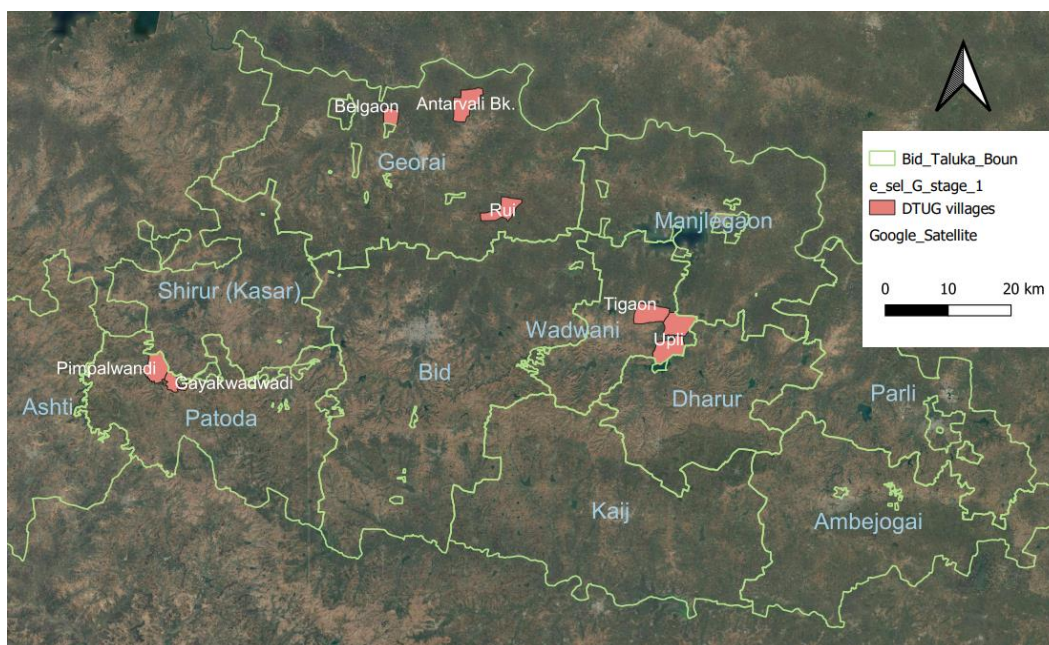 Belgaon
Antarvali Bk.
Georai
Rui
Manjlegaon
Shirur (Kasar)
Tigaon
Wadwani
Upli
Pimpalwandi
Gayakwadwadi
Bid
Ashti
Patoda
Dharur
Parli
Kaij
Ambejogai
Bid_Taluka_Boun
e_sel_G_stage_1
DTUG villages
Google_Satellite
0 10 20 km